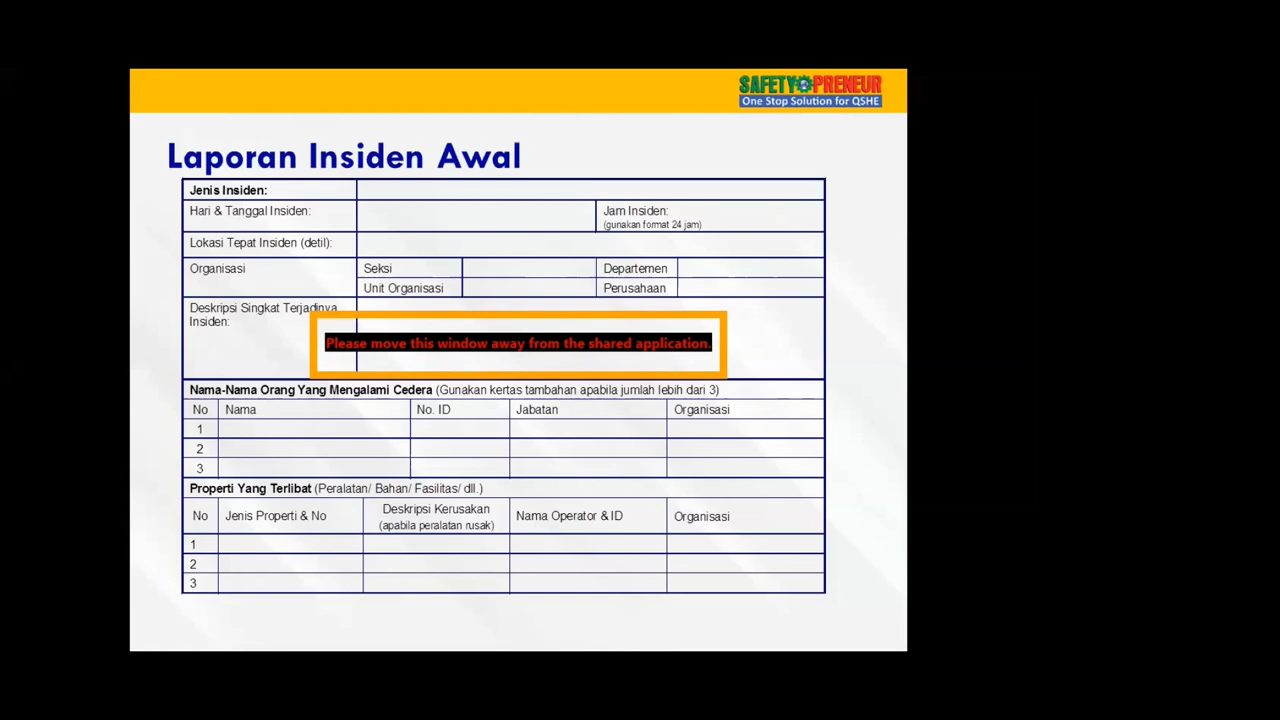 SAFETY PRENEUR
One Stop Solution for QSHE
Laporan Insiden Awal
Jenis Insiden:
Hari & Tanggal Insiden:
Jam Insiden:
(gunakan format 24 jam)
Lokasi Tepat Insiden (detil):
Organisasi
Seksi
Departemen
Unit Organisasi
Perusahaan
Deskripsi Singkat Terjadinya
Insiden:
Please move this window away from the shared application.
Nama-Nama Orang Yang Mengalami Cedera (Gunakan kertas tambahan apabila jumlah lebih dari 3)
No Nama No. ID Jabatan Organisasi
1
2
3
Properti Yang Terlibat (Peralatan/ Bahan/ Fasilitas/ dll.)
No Jenis Properti & No Deskripsi Kerusakan Nama Operator & ID Organisasi
(apabila peralatan rusak)
1
2
3